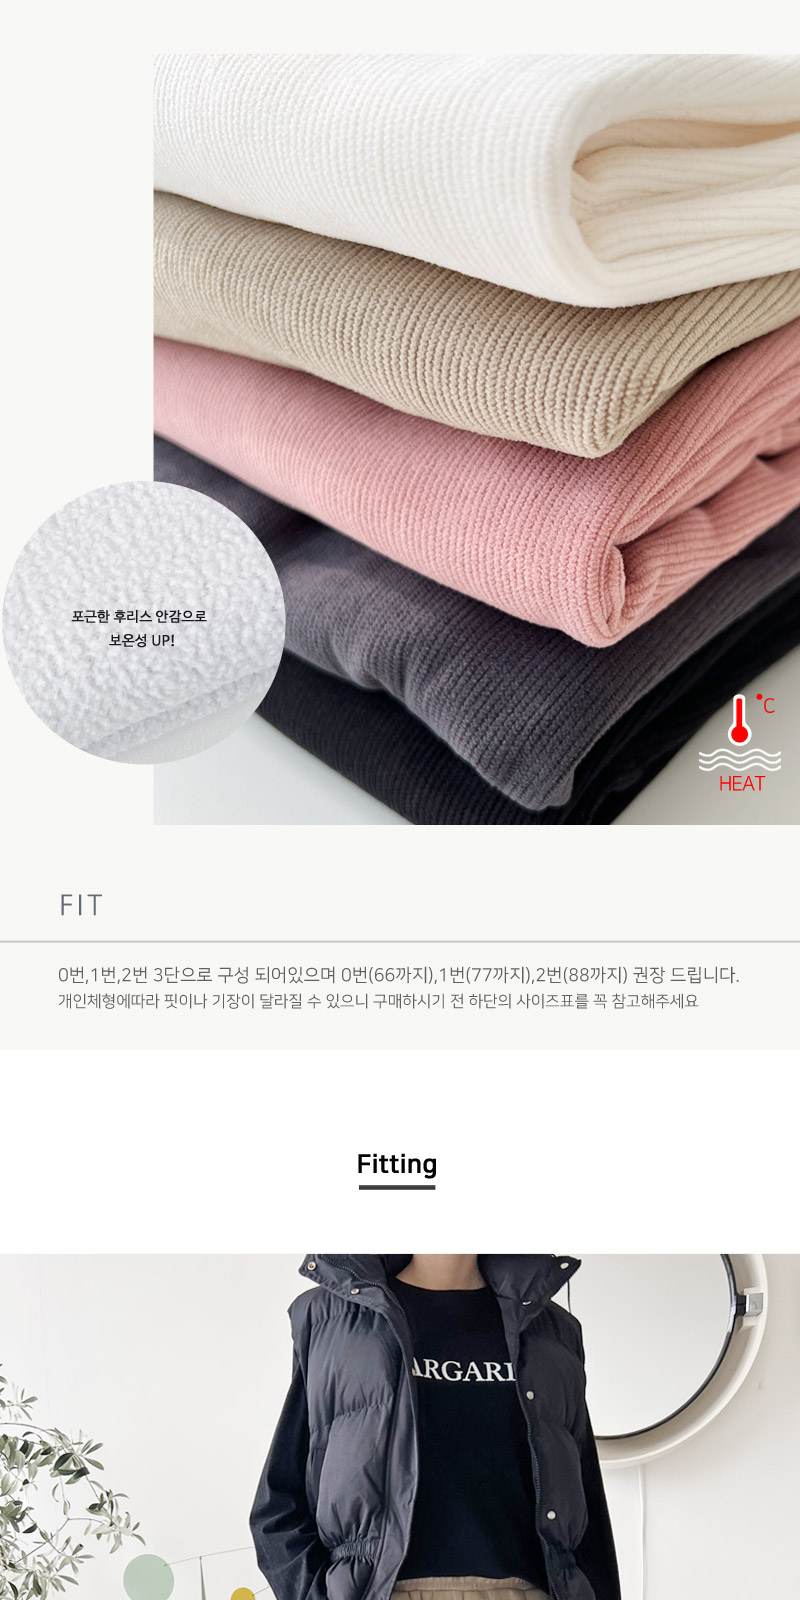 포근한 후리스 안감으로
보온성 UP!
°C
HEAT
FIT
0번,1번,2번 3단으로 구성 되어있으며 0번(66까지),1번(77까지),2번(88까지) 권장 드립니다.
개인체형에따라 핏이나 기장이 달라질 수 있으니 구매하시기 전 하단의 사이즈표를 꼭 참고해주세요
Fitting
ARGARI